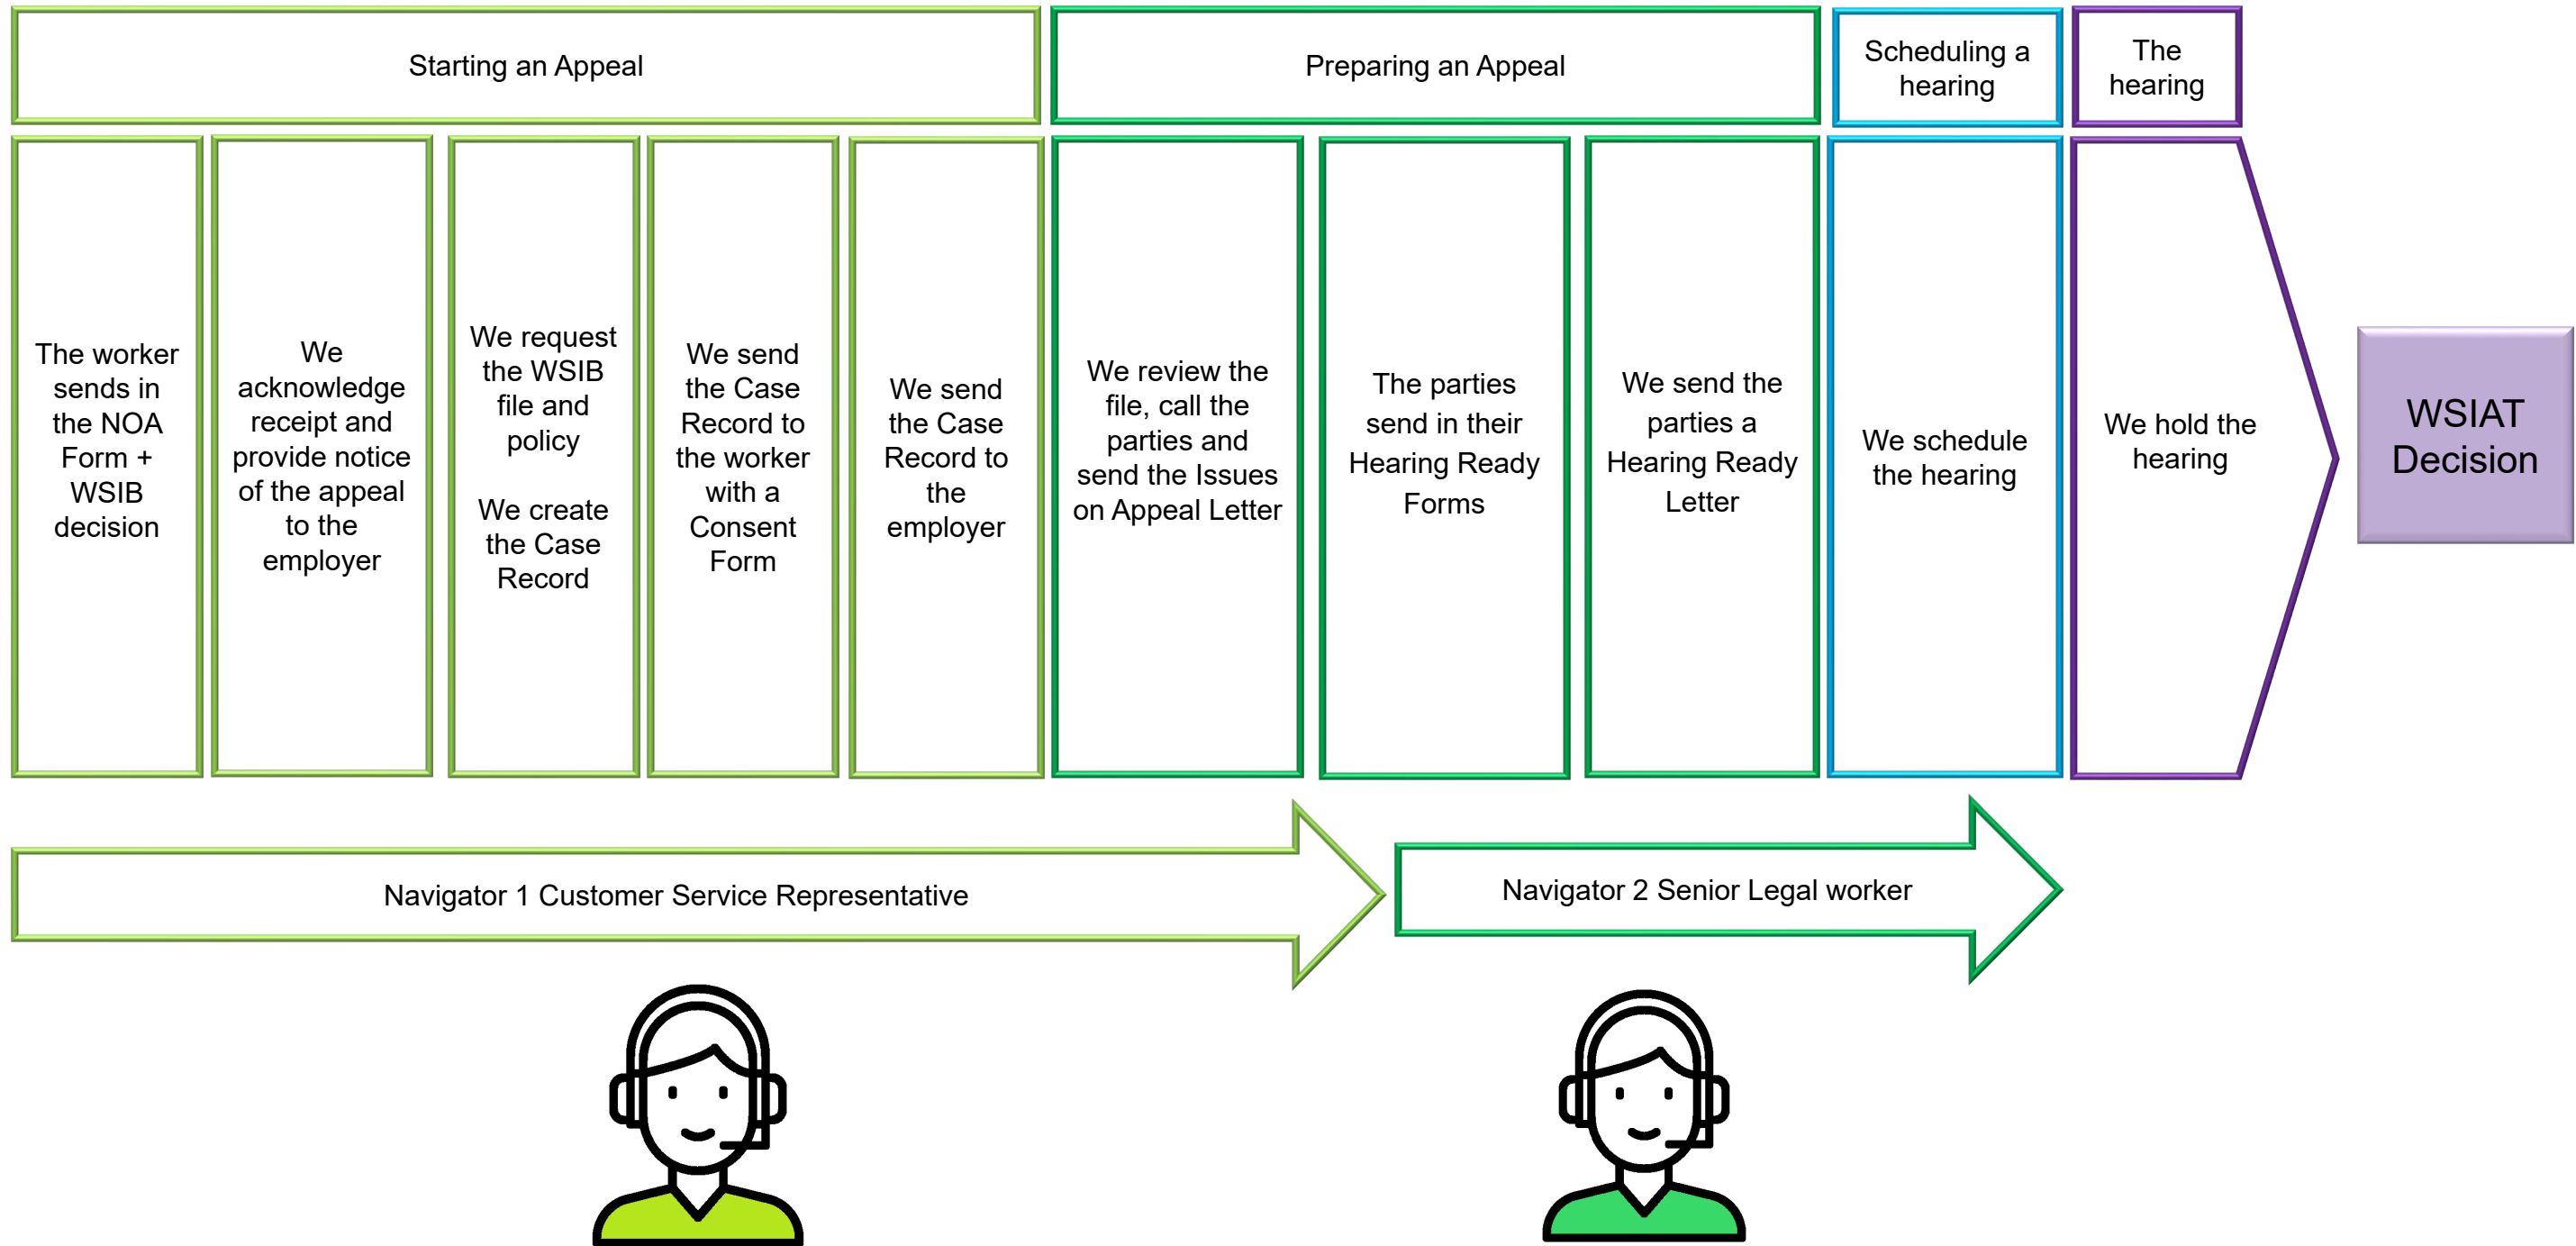 Starting an Appeal
Preparing an Appeal
Scheduling a
hearing
The
hearing
The worker
sends in
the NOA
Form +
WSIB
decision
We
acknowledge
receipt and
provide notice
of the appeal
to the
employer
We request
the WSIB
file and
policy
We create
the Case
Record
We send
the Case
Record to
the worker
with a
Consent
Form
We send
the Case
Record to
the
employer
We review the
file, call the
parties and
send the Issues
on Appeal Letter
The parties
send in their
Hearing Ready
Forms
We send the
parties a
Hearing Ready
Letter
We schedule
the hearing
We hold the
hearing
WSIAT
Decision
Navigator 1 Customer Service Representative
Navigator 2 Senior Legal worker